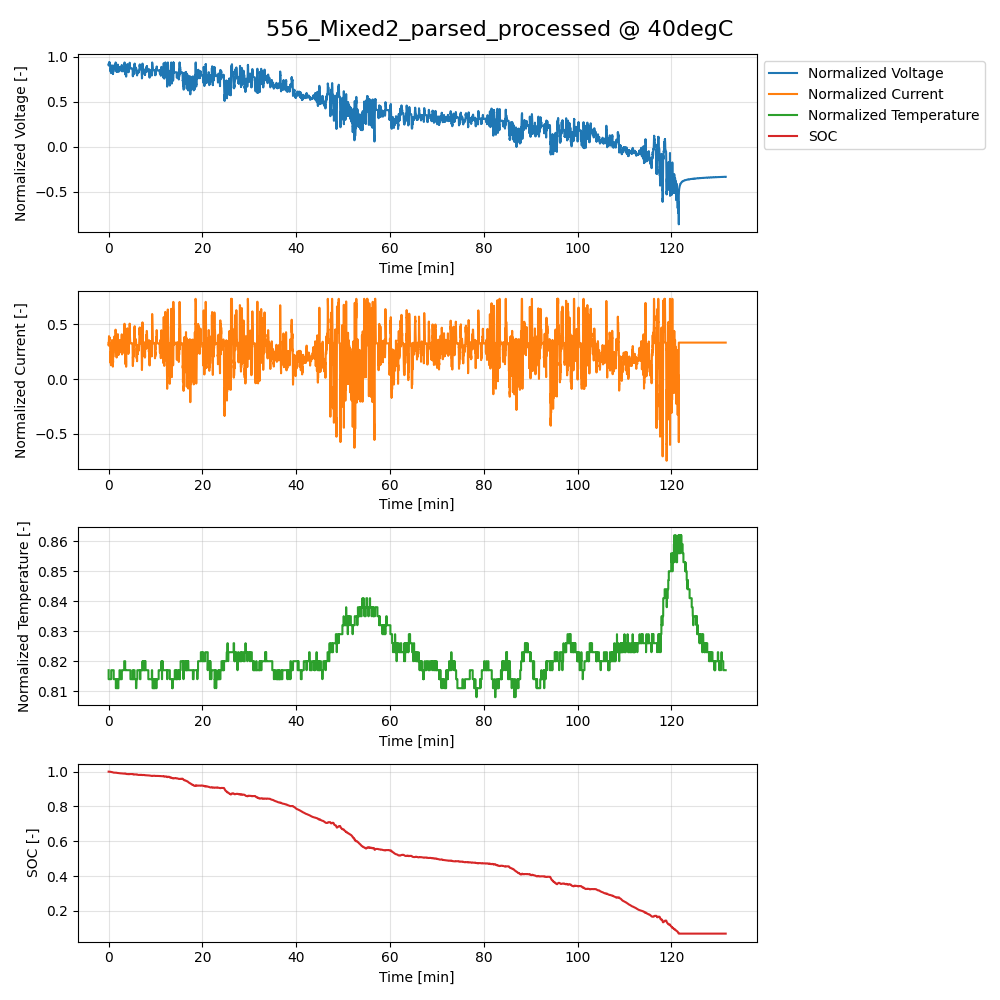 556_Mixed2_parsed_processed @ 40degC
Normalized Voltage [-]
1.0
0.5
0.0
−0.5
0 20 40 60 80 100 120
Time [min]
Normalized Voltage
Normalized Current
Normalized Temperature
SOC
Normalized Current [-]
0.5
0.0
−0.5
0 20 40 60 80 100 120
Time [min]
Normalized Temperature [-]
0.86
0.85
0.84
0.83
0.82
0.81
0 20 40 60 80 100 120
Time [min]
SOC [-]
1.0
0.8
0.6
0.4
0.2
0 20 40 60 80 100 120
Time [min]